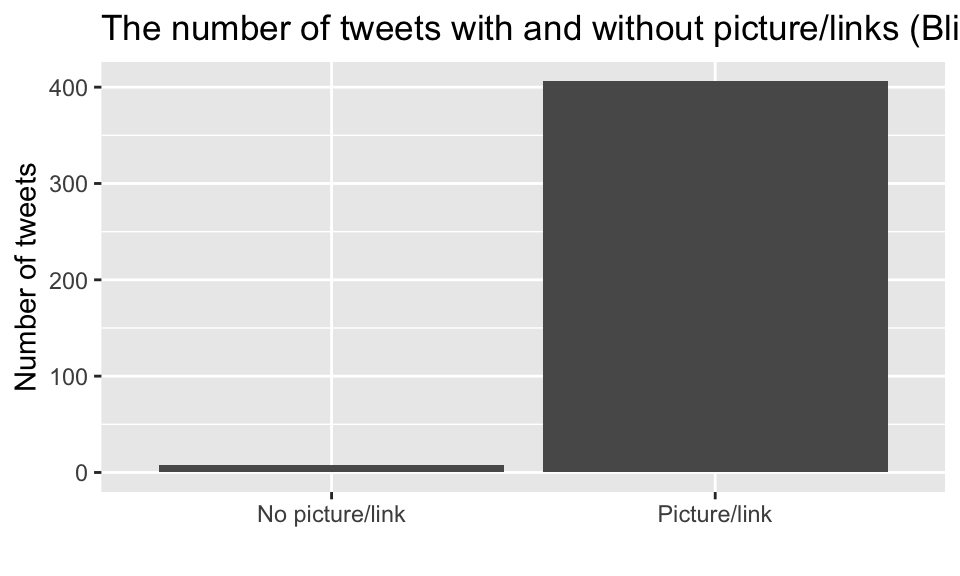 The number of tweets with and without picture/links (Bli
Number of tweets
400
300
200
100
0
No picture/link
Picture/link